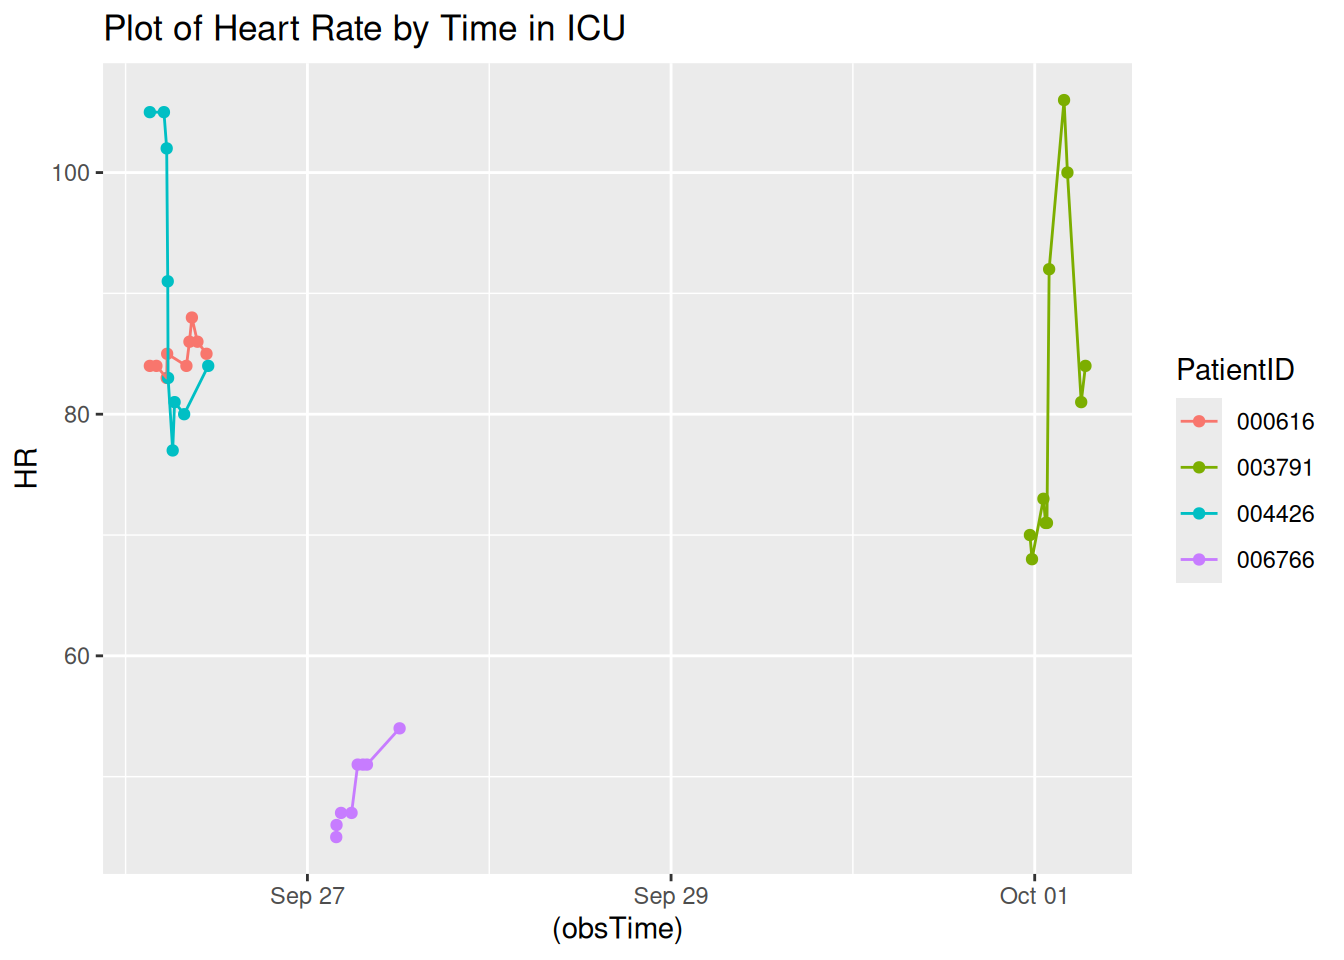 Plot of Heart Rate by Time in ICU
HR
100
80
60
Sep 27
Sep 29
Oct 01
(obsTime)
PatientID
000616
003791
004426
006766